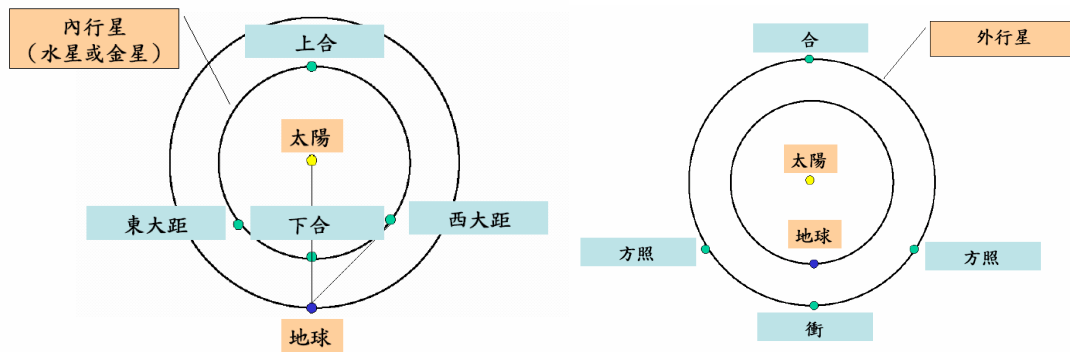 內行星
（水星或金星）
上合
太陽
東大距
下合
西大距
地球
合
外行星
太陽
地球
方照
方照
衝